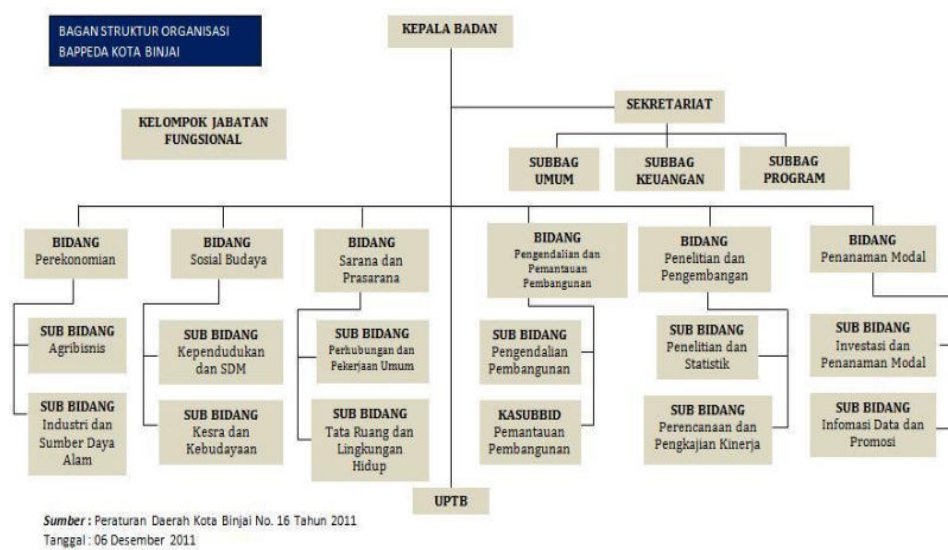 BAGAN STRUKTUR ORGANISASI
BAPPEDA KOTA BINJAI
KEPALA BADAN
SEKRETARIAT
KELOMPOK JABATAN
FUNGSIONAL
SUBBAG
UMUM
SUBBAG
KEUANGAN
SUBBAG
PROGRAM
BIDANG
Perekonomian
BIDANG
Sosial Budaya
BIDANG
Sarana dan
Prasarana
BIDANG
Pengendalian dan
Pemantauan
Pembangunan
BIDANG
Penelitian dan
Pengembangan
BIDANG
Penanaman Modal
SUB BIDANG
Agribisnis
SUB BIDANG
Kependudukan
dan SDM
SUB BIDANG
Perhubungan dan
Pekerjaan Umum
SUB BIDANG
Pengendalian
Pembangunan
SUB BIDANG
Penelitian dan
Statistik
SUB BIDANG
Investasi dan
Penanaman Modal
SUB BIDANG
Industri dan
Sumber Daya
Alam
SUB BIDANG
Kesra dan
Kebudayaan
SUB BIDANG
Tata Ruang dan
Lingkungan
Hidup
KASUBBID
Pemantauan
Pembangunan
SUB BIDANG
Perencanaan dan
Pengkajian Kinerja
SUB BIDANG
Infomasi Data dan
Promosi
UPTB
Sumber : Peraturan Daerah Kota Binjai No. 16 Tahun 2011
Tanggal : 06 Desember 2011